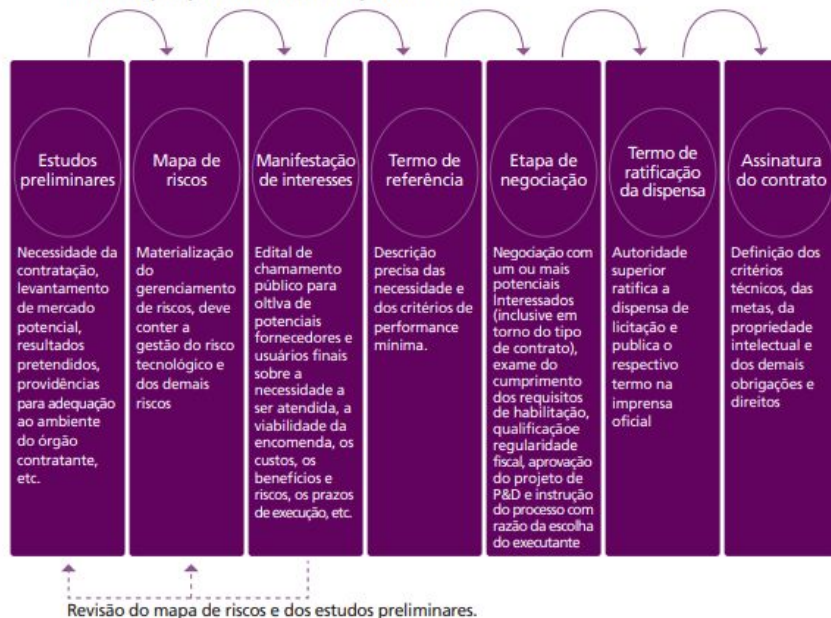 Estudos
preliminares
Necessidade da
contratação,
levantamento
de mercado
potencial,
resultados
pretendidos,
providências
para adequação
ao ambiente
do órgão
contratante,
etc.
Mapa de
riscos
Materialização
do
gerenciamento
de riscos, deve
conter a
gestão do risco
tecnológico e
dos demais
riscos
Manifestação
de interesses
Edital de
chamamento
público para
oltlva de
potenciais
fornecedores e
usuários finais
sobre a
necessidade a
ser atendida, a
viabilidade da
encomenda, os
custos, os
benefícios e
riscos, os prazos
de execução, etc.
Termo de
referência
Descrição
precisa das
necessidade e
dos critérios de
performance
mínima.
Etapa de
negociação
Negociação com
um ou mais
potenciais
Interessados
(inclusive em
torno do tipo
de contrato),
exame do
cumprimento
dos requisitos
de habilitação,
qualificaçãoe
regularidade
fiscal, aprovação
do projeto de
P&D e instrução
do processo com
razão da escolha
do executante
Termo de
ratificação
da dispensa
Autoridade
superior
ratifica a
dispensa de
licitação e
publica o
respectivo
termo na
imprensa
oficial
Assinatura
do contrato
Definição dos
critérios
técnicos, das
metas, da
propriedade
intelectual e
dos demais
obrigações e
direitos
Revisão do mapa de riscos e dos estudos preliminares.